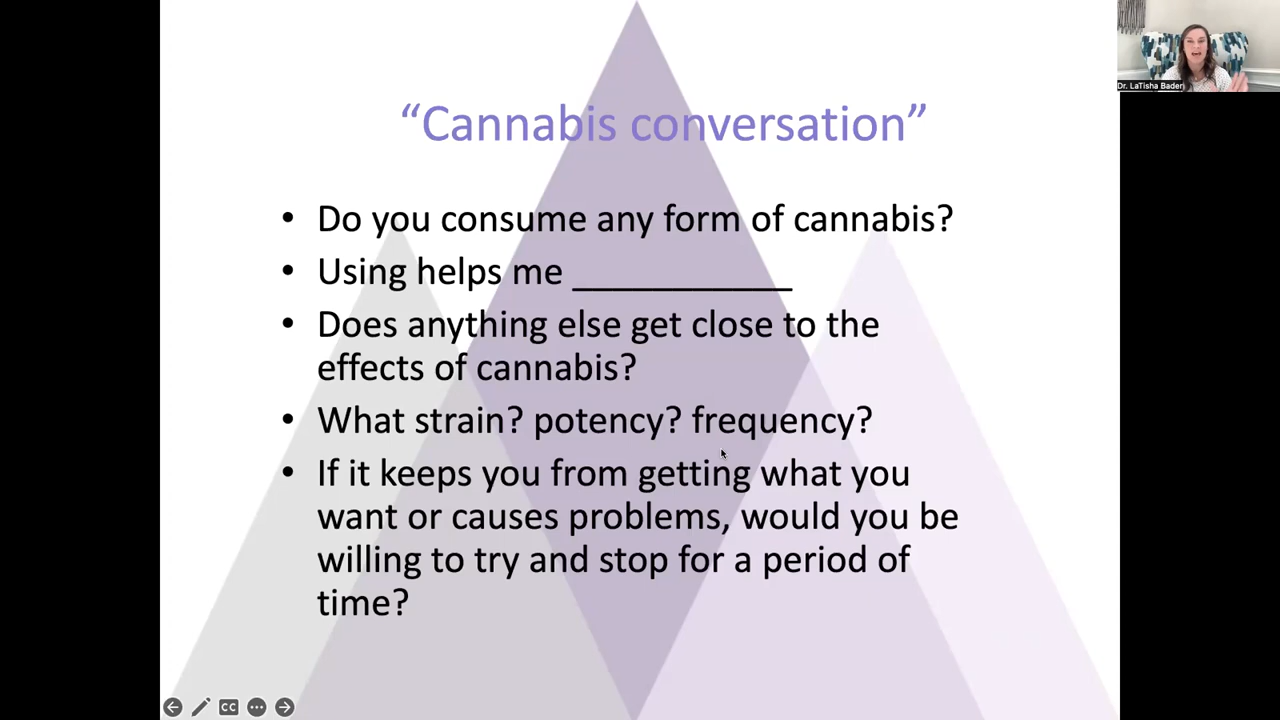 “Cannabis conversation”
• Do you consume any form of cannabis?
• Using helps me ___________
• Does anything else get close to the
effects of cannabis?
• What strain? potency? frequency?
• If it keeps you from getting what you
want or causes problems, would you be
willing to try and stop for a period of
time?
Dr. LaTisha Bader
CC